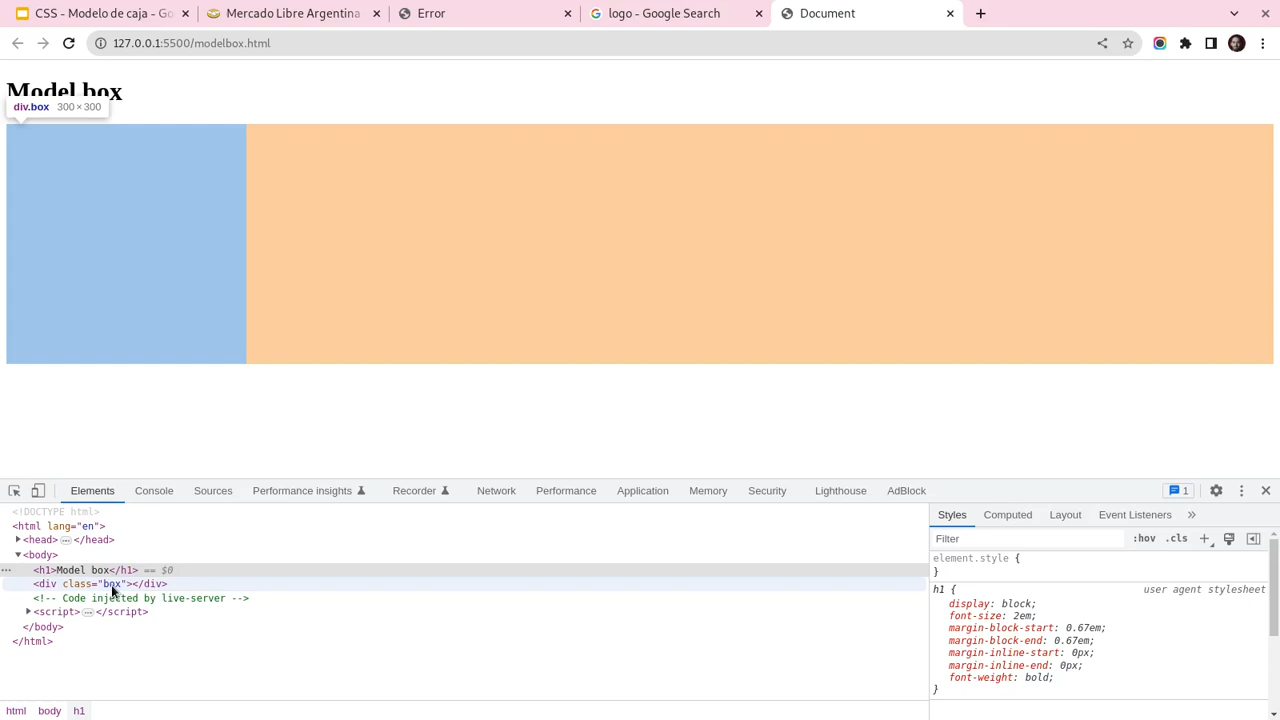 CSS - Modelo de caja - Go
Mercado Libre Argentina
Error
logo - Google Search
Document
127.0.0.1:5500/modelbox.html
Model box
div.box 300 × 300
Elements Console Sources Performance insights Recorder Network Performance Application Memory Security Lighthouse AdBlock 1
<!DOCTYPE html>
<html lang="en">
<head> … </head>
<body>
<h1>Model box</h1> == $0
<div class="box"></div>
<!-- Code injected by live-server -->
<script> … </script>
</body>
</html>
html body h1
Styles Computed Layout Event Listeners »
Filter :hov .cls
element.style {
}
h1 { user agent stylesheet
display: block;
font-size: 2em;
margin-block-start: 0.67em;
margin-block-end: 0.67em;
margin-inline-start: 0px;
margin-inline-end: 0px;
font-weight: bold;
}